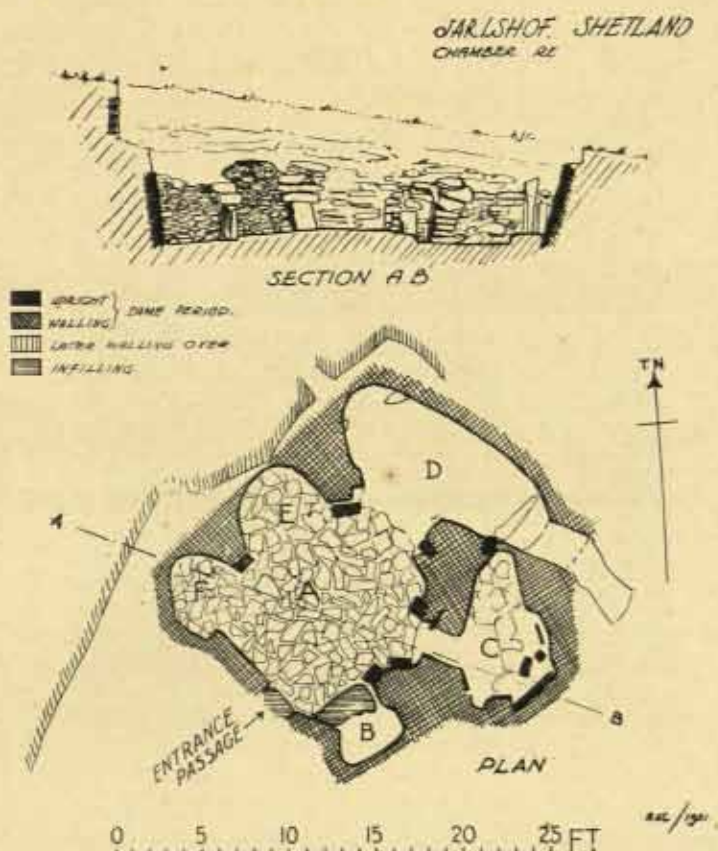 JARLSHOF. SHETLAND
CHAMBER
SECTION A B
UPRIGHT } SAME PERIOD.
WALLING
LATER WALLING OVER
INFILLING.
TN
A
D
E
F
A
C
B
B
ENTRANCE
PASSAGE
PLAN
0 5 10 15 20 25 FT